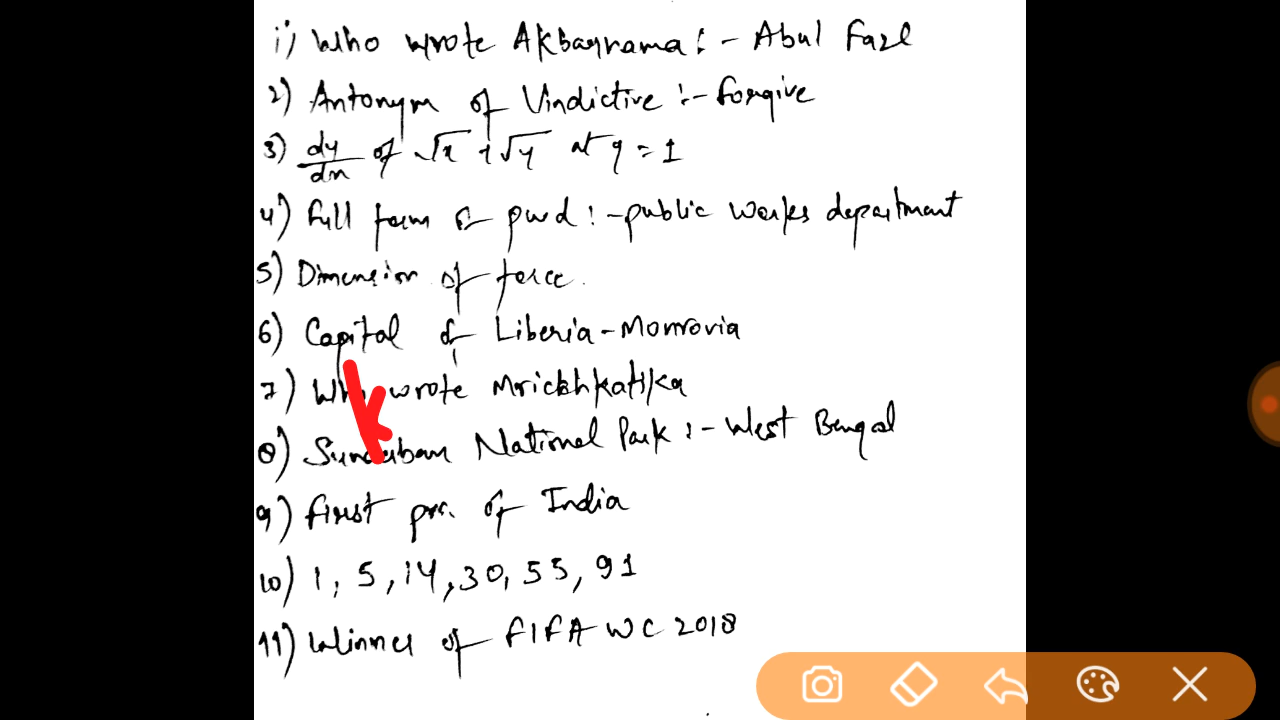 1) Who wrote Akbarnama :- Abul Fazl
2) Antonym of Vindictive :- forgive
3) dy/dx of √x + √y at y = 1
4) Full form of pwd :- public works department
5) Dimension of force.
6) Capital of Liberia - Monrovia
7) Who wrote Mricchkatika
8) Sundarban National Park :- West Bengal
9) First pm. of India
10) 1, 5, 14, 30, 55, 91
11) Winner of FIFA WC 2018